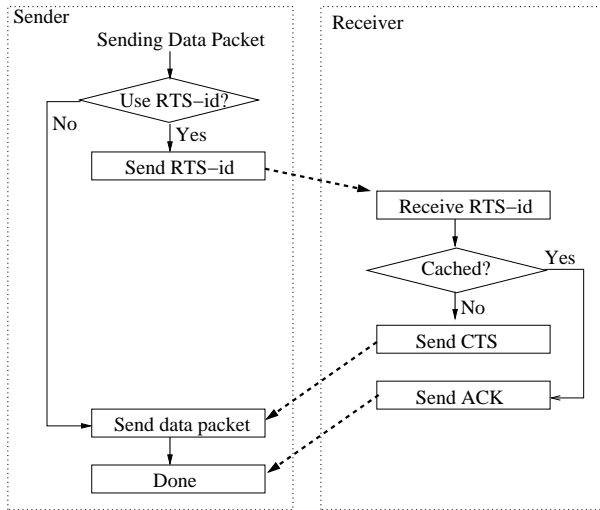 Sender
Receiver
Sending Data Packet
Use RTS-id?
No
Yes
Send RTS-id
Receive RTS-id
Cached?
Yes
No
Send CTS
Send ACK
Send data packet
Done